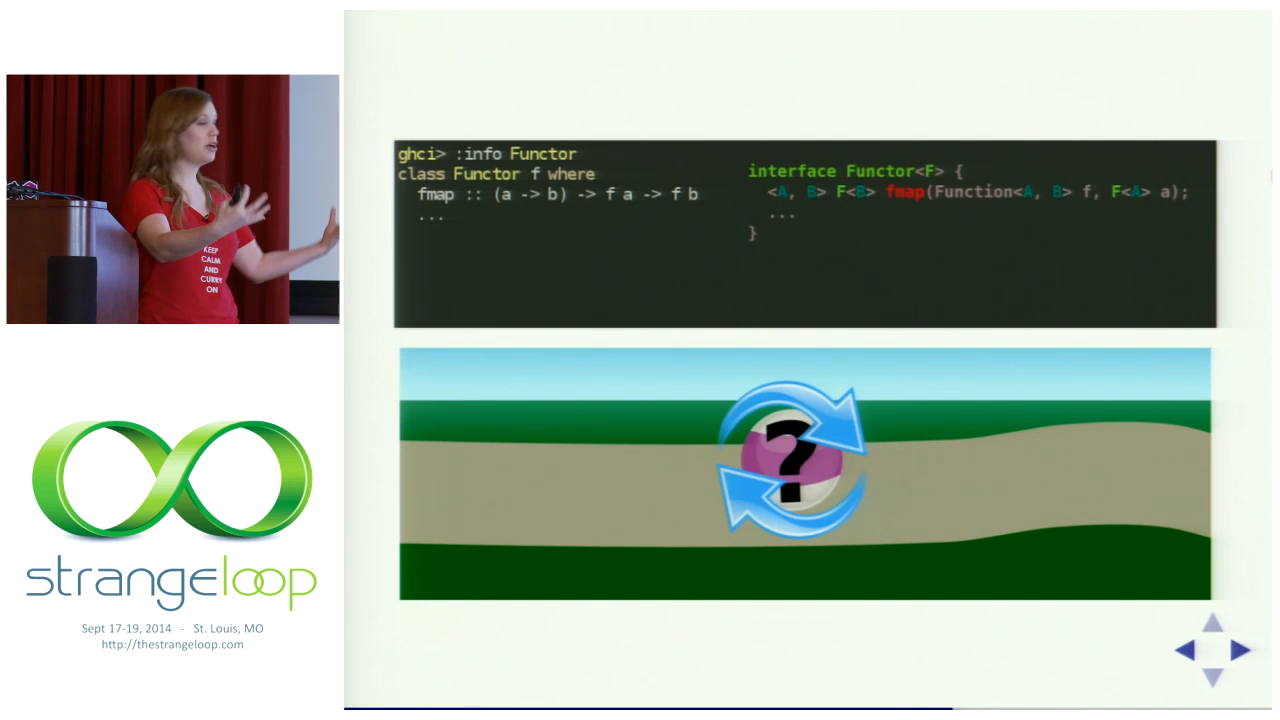 KEEP
CALM
AND
CURRY
ON
strangeloop
Sept 17-19, 2014 - St. Louis, MO
http://thestrangeloop.com
ghci> :info Functor
class Functor f where
  fmap :: (a -> b) -> f a -> f b
  ...
interface Functor<F> {
  <A, B> F<B> fmap(Function<A, B> f, F<A> a);
  ...
}
?